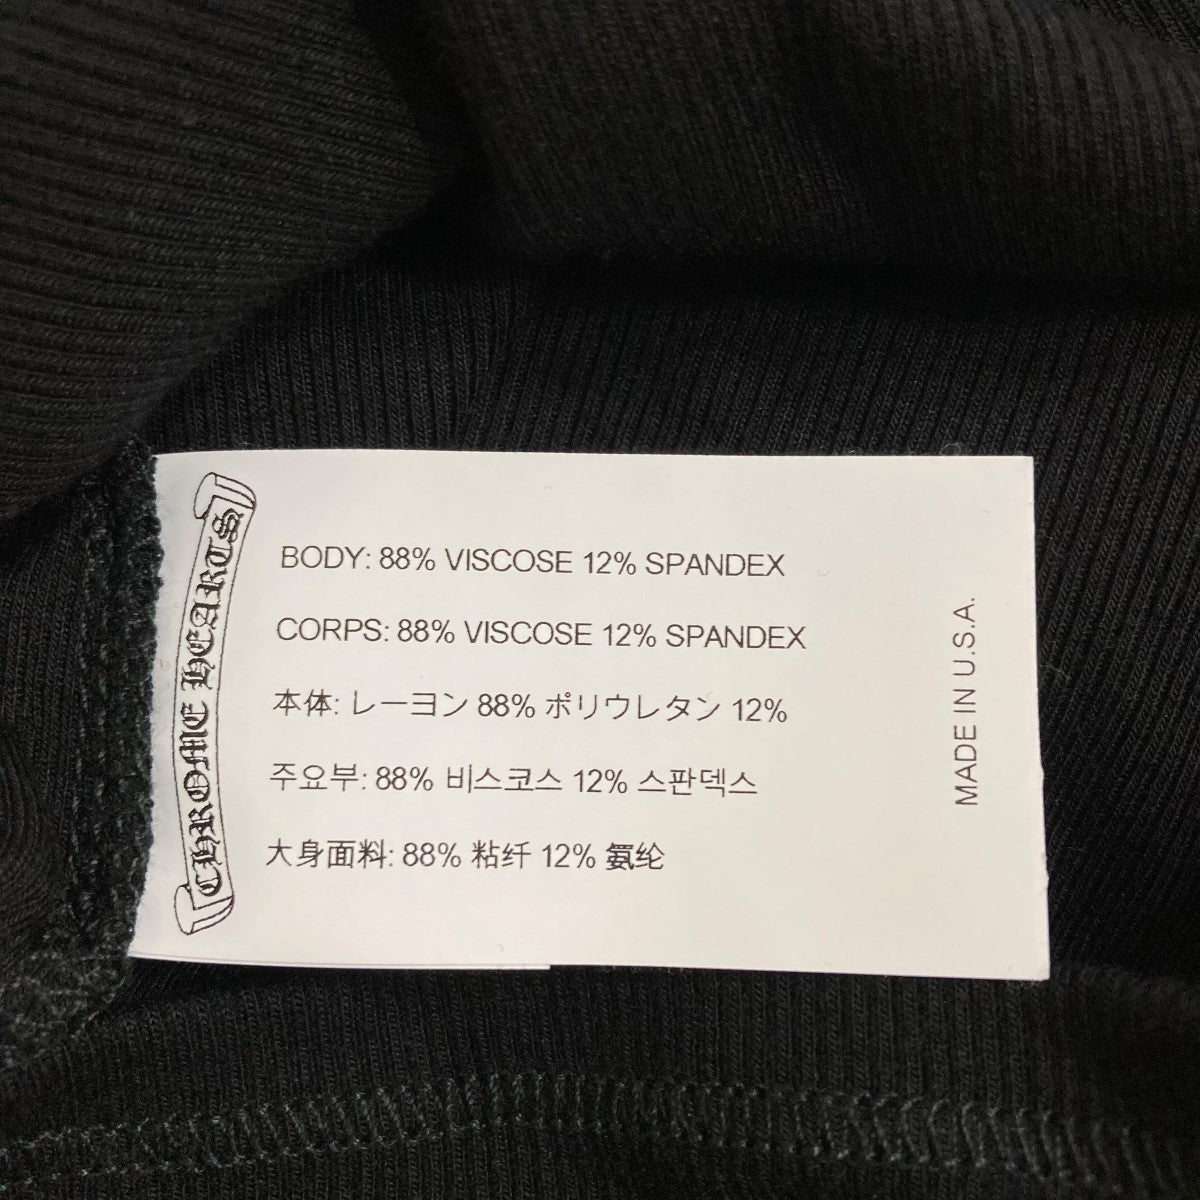 CHROME HEARTS
BODY: 88% VISCOSE 12% SPANDEX
CORPS: 88% VISCOSE 12% SPANDEX
本体: レーヨン 88% ポリウレタン 12%
주요부: 88% 비스코스 12% 스판덱스
大身面料: 88% 粘纤 12% 氨纶
MADE IN U.S.A.